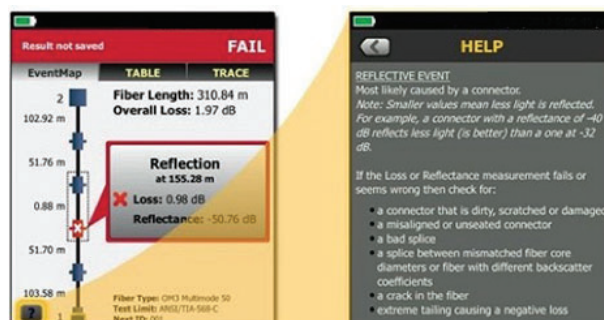 Result not saved
FAIL
EventMap
TABLE
TRACE
2
102.92 m
51.76 m
0.88 m
51.70 m
103.58 m
1
?
Fiber Length: 310.84 m
Overall Loss: 1.97 dB
Reflection
at 155.28 m
Loss: 0.98 dB
Reflectance: -50.76 dB
Fiber Type: OM3 Multimode 50
Test Limit: ANSI/TIA-568-C
Next ID: 001
HELP
REFLECTIVE EVENT
Most likely caused by a connector.
Note: Smaller values mean less light is reflected.
For example, a connector with a reflectance of -40
dB reflects less light (is better) than a one at -32
dB.
If the Loss or Reflectance measurement fails or
seems wrong then check for:
• a connector that is dirty, scratched or damaged
• a misaligned or unseated connector
• a bad splice
• a splice between mismatched fiber core
diameters or fiber with different backscatter
coefficients
• a crack in the fiber
• extreme tailing causing a negative loss